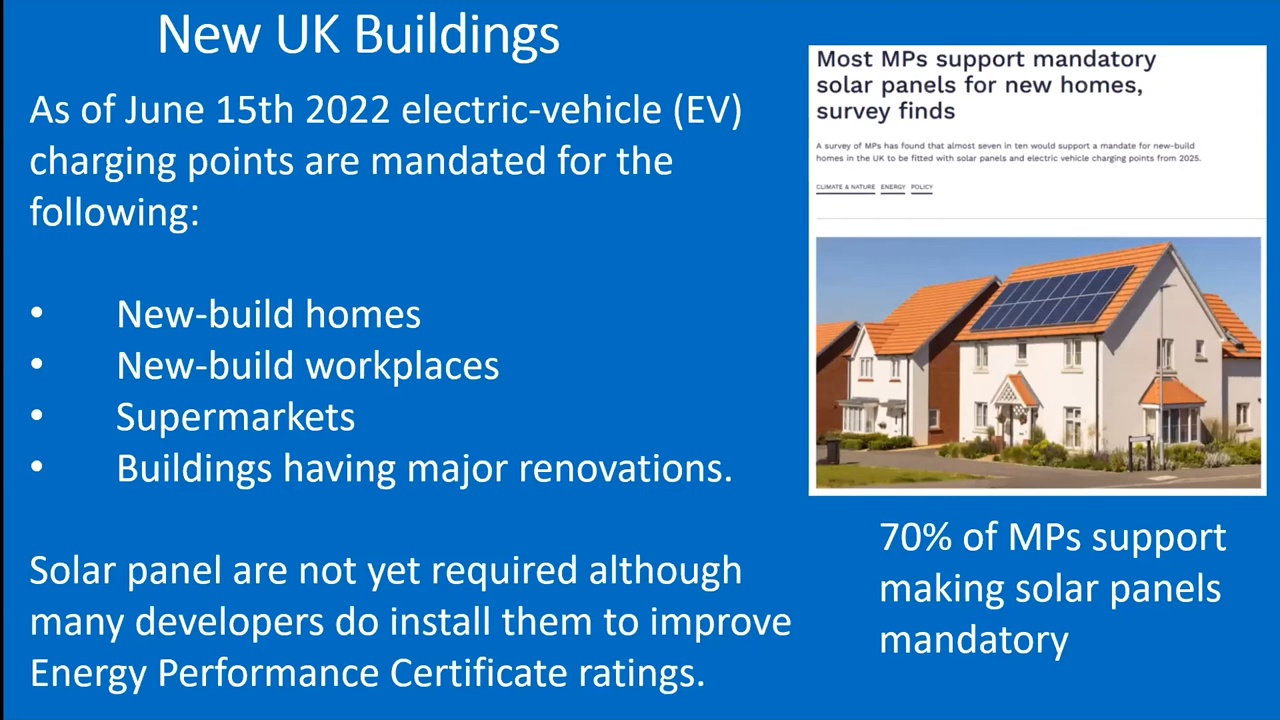 New UK Buildings
As of June 15th 2022 electric-vehicle (EV)
charging points are mandated for the
following:
• New-build homes
• New-build workplaces
• Supermarkets
• Buildings having major renovations.
Solar panel are not yet required although
many developers do install them to improve
Energy Performance Certificate ratings.
Most MPs support mandatory
solar panels for new homes,
survey finds
A survey of MPs has found that almost seven in ten would support a mandate for new-build
homes in the UK to be fitted with solar panels and electric vehicle charging points from 2025.
CLIMATE & NATURE ENERGY POLICY
70% of MPs support
making solar panels
mandatory